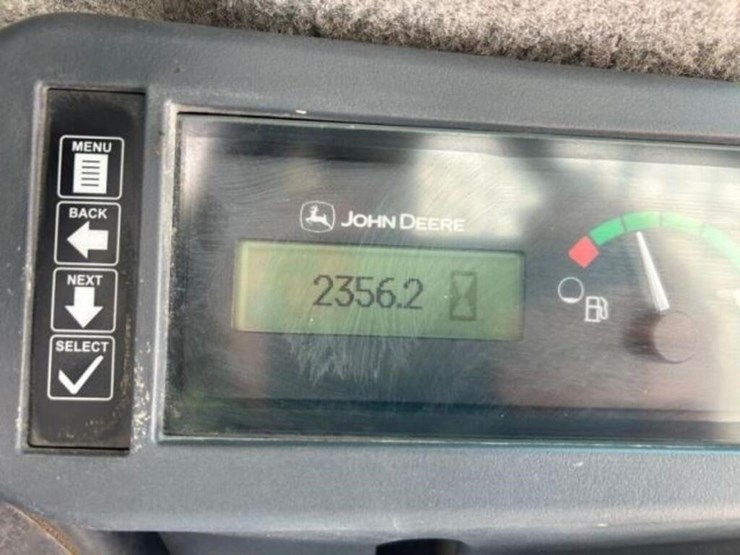 MENU
BACK
NEXT
SELECT
JOHN DEERE
2356.2